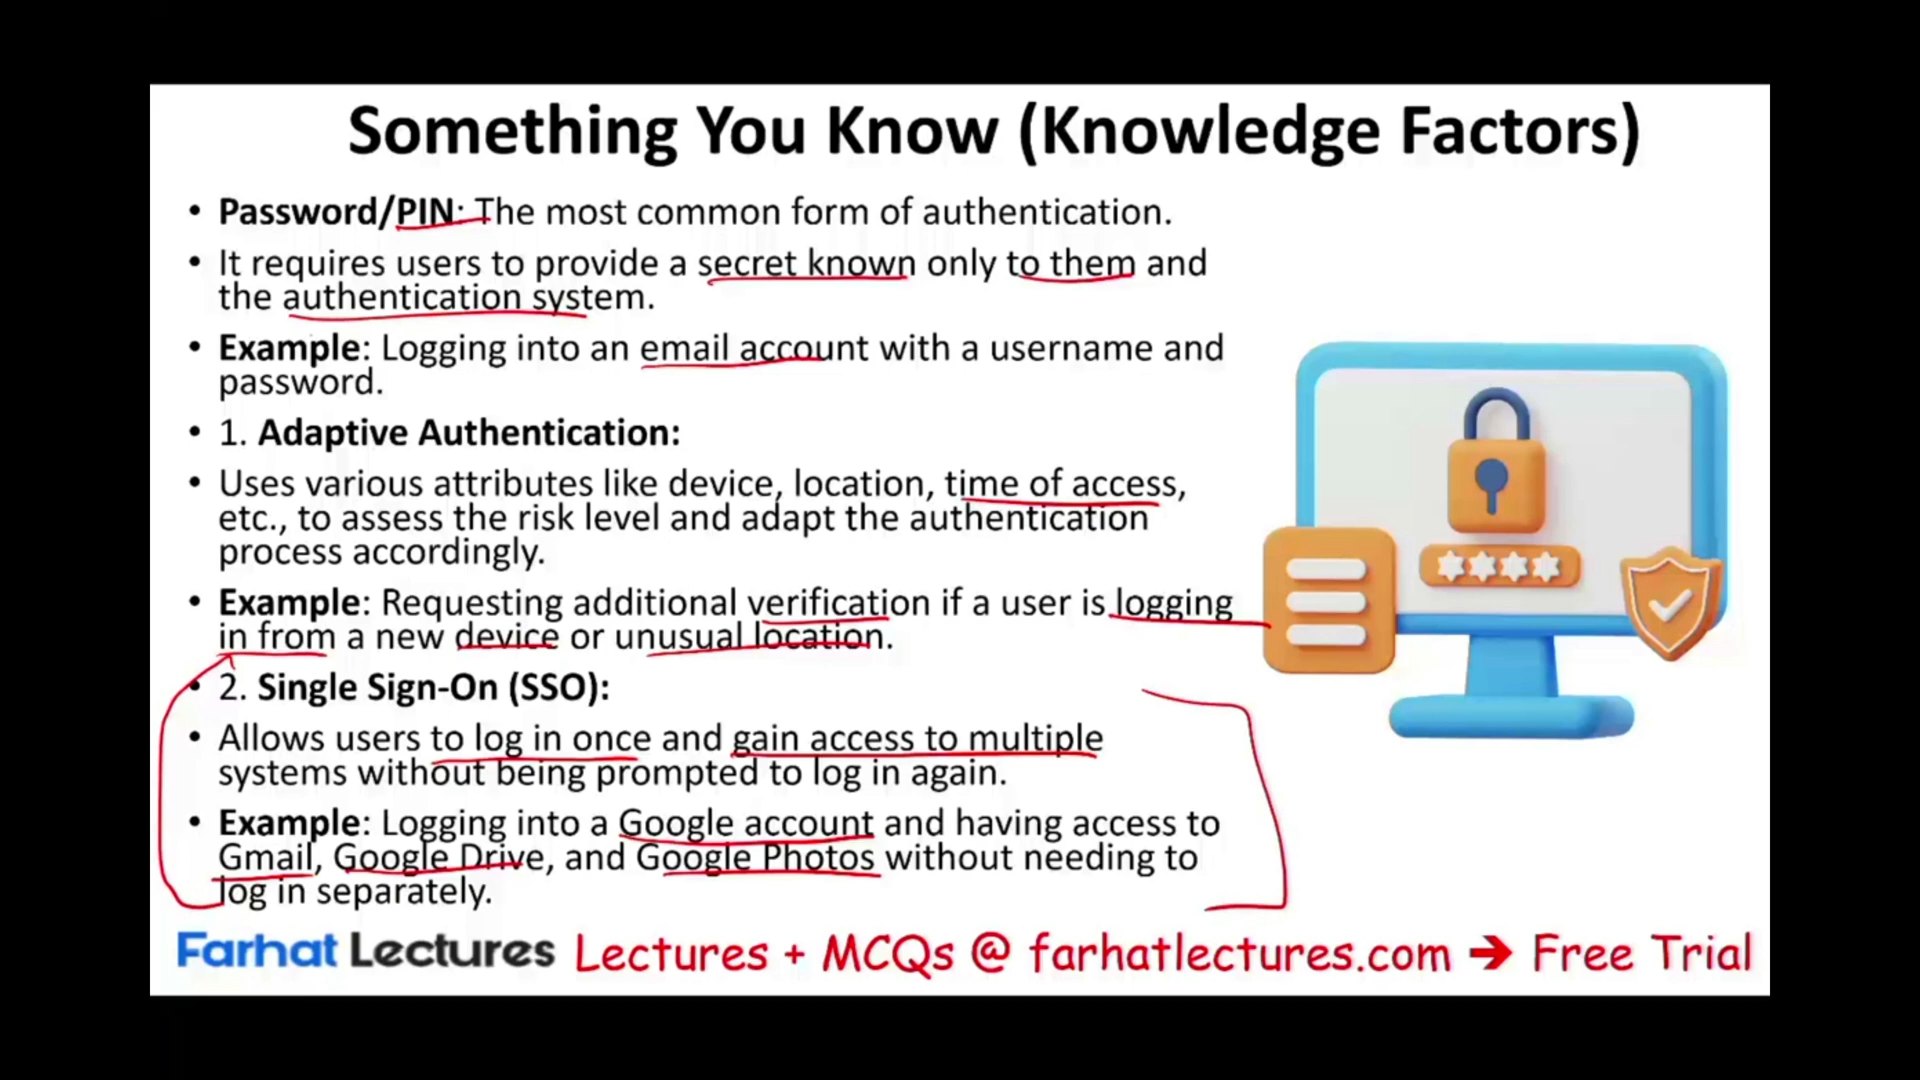 Something You Know (Knowledge Factors)
• Password/PIN: The most common form of authentication.
• It requires users to provide a secret known only to them and
the authentication system.
• Example: Logging into an email account with a username and
password.
• 1. Adaptive Authentication:
• Uses various attributes like device, location, time of access,
etc., to assess the risk level and adapt the authentication
process accordingly.
• Example: Requesting additional verification if a user is logging
in from a new device or unusual location.
• 2. Single Sign-On (SSO):
• Allows users to log in once and gain access to multiple
systems without being prompted to log in again.
• Example: Logging into a Google account and having access to
Gmail, Google Drive, and Google Photos without needing to
log in separately.
Farhat Lectures Lectures + MCQs @ farhatlectures.com ➔ Free Trial